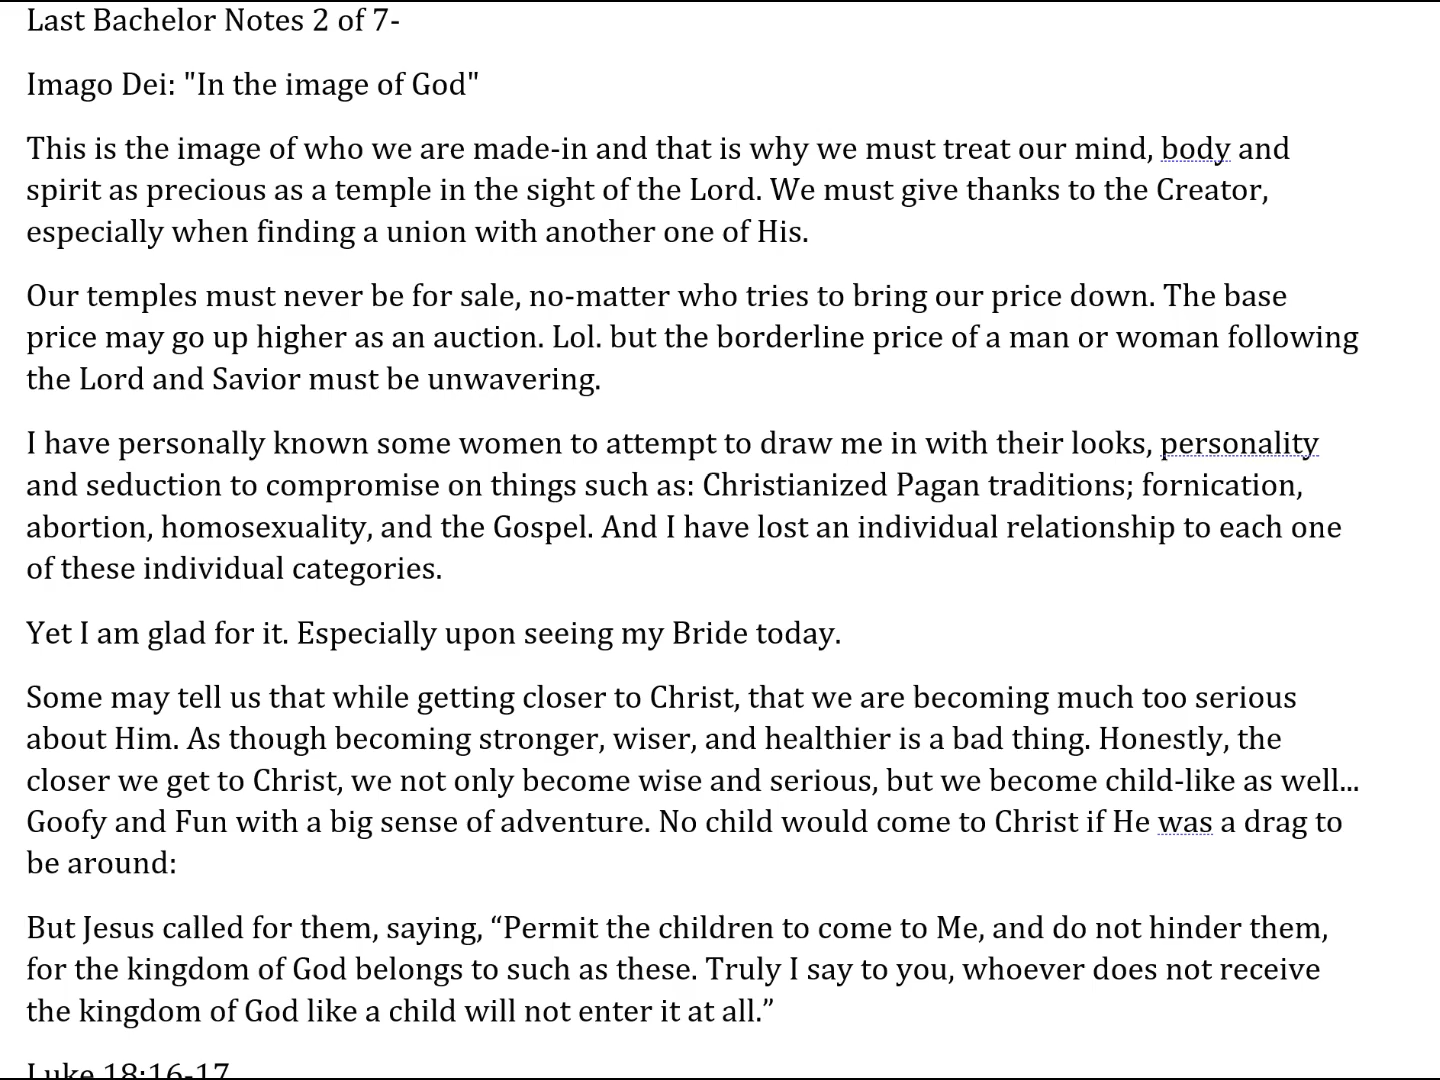 Last Bachelor Notes 2 of 7-
Imago Dei: "In the image of God"
This is the image of who we are made-in and that is why we must treat our mind, body and
spirit as precious as a temple in the sight of the Lord. We must give thanks to the Creator,
especially when finding a union with another one of His.
Our temples must never be for sale, no-matter who tries to bring our price down. The base
price may go up higher as an auction. Lol. but the borderline price of a man or woman following
the Lord and Savior must be unwavering.
I have personally known some women to attempt to draw me in with their looks, personality
and seduction to compromise on things such as: Christianized Pagan traditions; fornication,
abortion, homosexuality, and the Gospel. And I have lost an individual relationship to each one
of these individual categories.
Yet I am glad for it. Especially upon seeing my Bride today.
Some may tell us that while getting closer to Christ, that we are becoming much too serious
about Him. As though becoming stronger, wiser, and healthier is a bad thing. Honestly, the
closer we get to Christ, we not only become wise and serious, but we become child-like as well...
Goofy and Fun with a big sense of adventure. No child would come to Christ if He was a drag to
be around:
But Jesus called for them, saying, “Permit the children to come to Me, and do not hinder them,
for the kingdom of God belongs to such as these. Truly I say to you, whoever does not receive
the kingdom of God like a child will not enter it at all.”
Luke 18:16-17